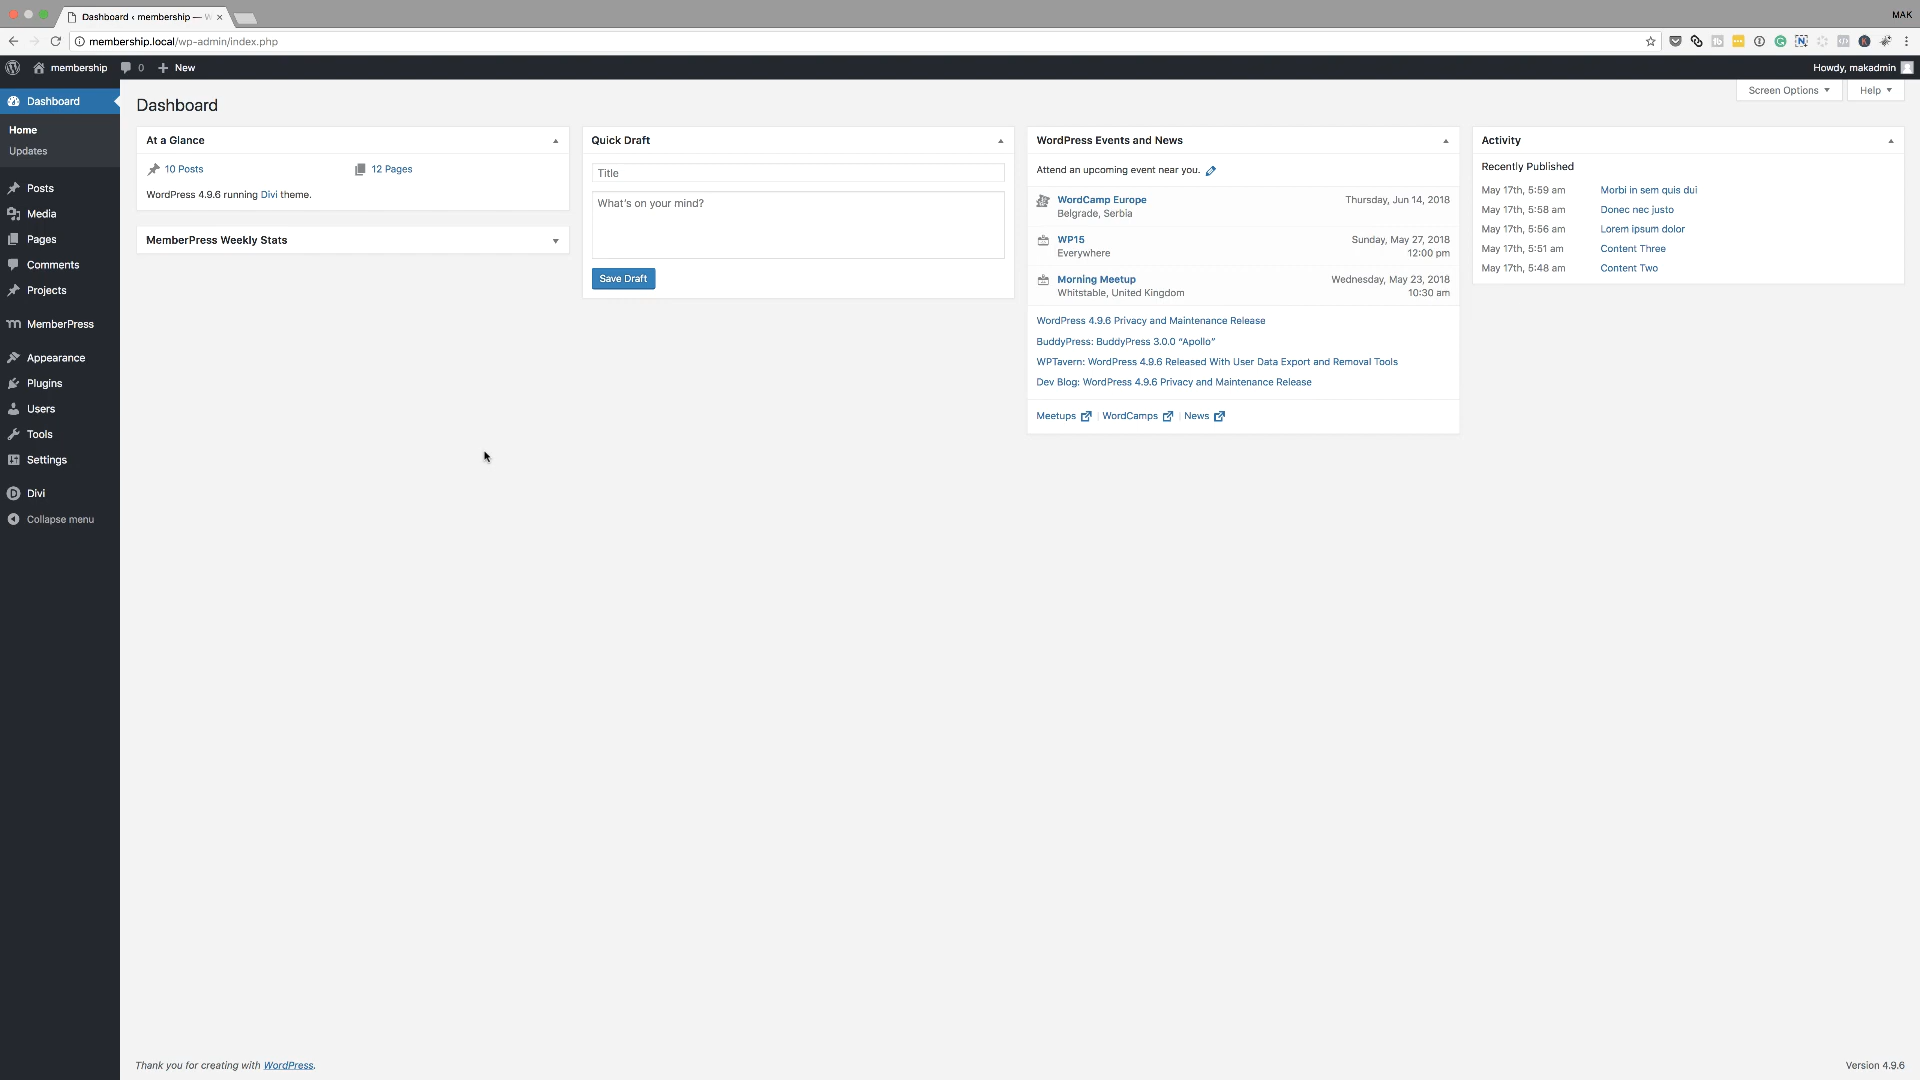 Dashboard ‹ membership — W
MAK
membership.local/wp-admin/index.php
membership
0
New
Howdy, makadmin
Dashboard
Home
Updates
Posts
Media
Pages
Comments
Projects
MemberPress
Appearance
Plugins
Users
Tools
Settings
Divi
Collapse menu
Screen Options
Help
Dashboard
At a Glance
10 Posts
12 Pages
WordPress 4.9.6 running Divi theme.
MemberPress Weekly Stats
Quick Draft
Title
What's on your mind?
Save Draft
WordPress Events and News
Attend an upcoming event near you.
WordCamp Europe
Thursday, Jun 14, 2018
Belgrade, Serbia
WP15
Sunday, May 27, 2018
Everywhere
12:00 pm
Morning Meetup
Wednesday, May 23, 2018
Whitstable, United Kingdom
10:30 am
WordPress 4.9.6 Privacy and Maintenance Release
BuddyPress: BuddyPress 3.0.0 “Apollo”
WPTavern: WordPress 4.9.6 Released With User Data Export and Removal Tools
Dev Blog: WordPress 4.9.6 Privacy and Maintenance Release
Meetups | WordCamps | News
Activity
Recently Published
May 17th, 5:59 am Morbi in sem quis dui
May 17th, 5:58 am Donec nec justo
May 17th, 5:56 am Lorem ipsum dolor
May 17th, 5:51 am Content Three
May 17th, 5:48 am Content Two
Thank you for creating with WordPress.
Version 4.9.6